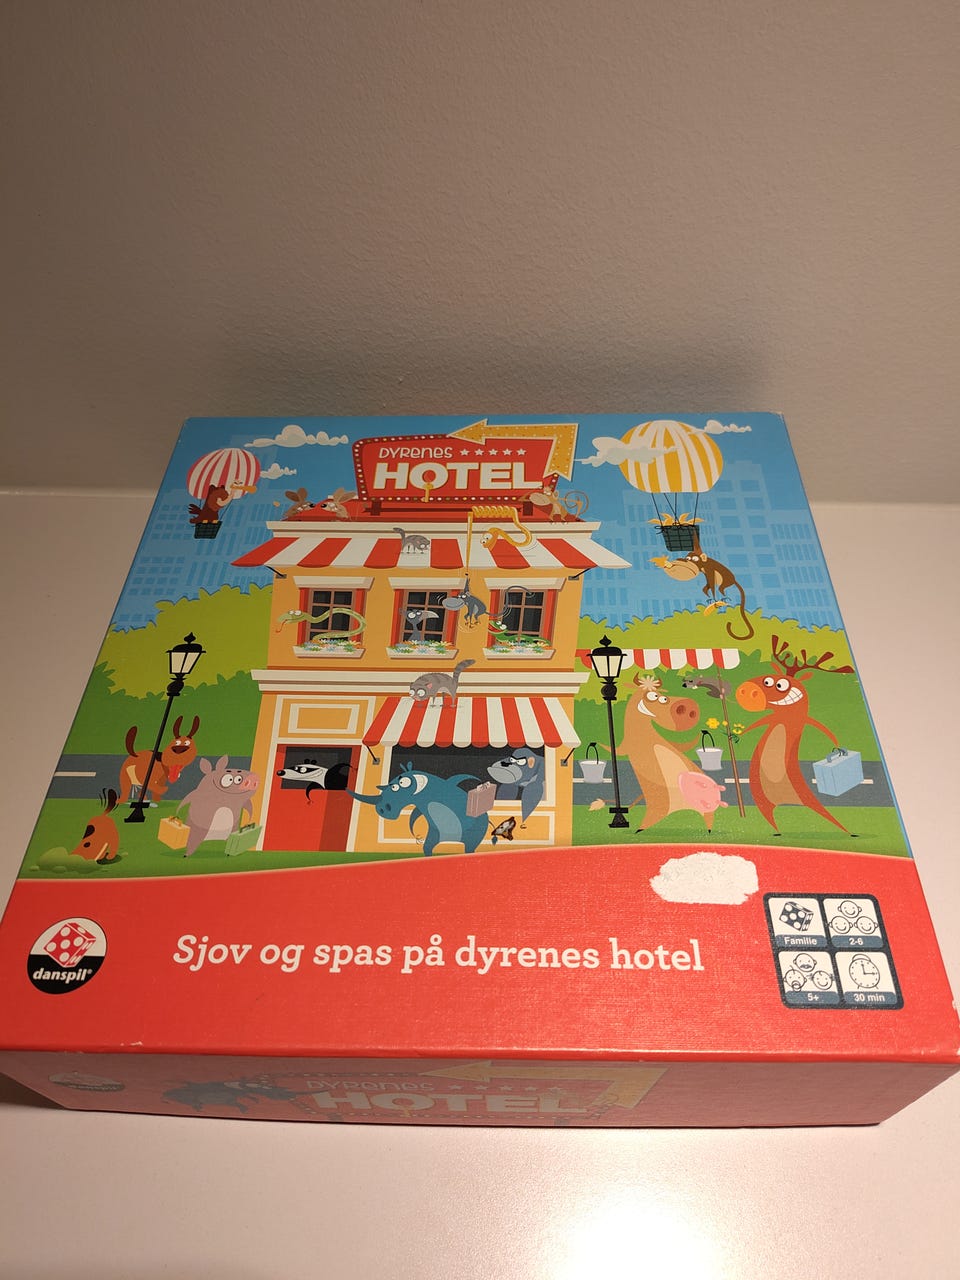 DYRENES ★★★★★
HOTEL
Sjov og spas på dyrenes hotel
danspil®
Familie
2-6
5+
30 min
DYRENES ★★★★★
HOTEL